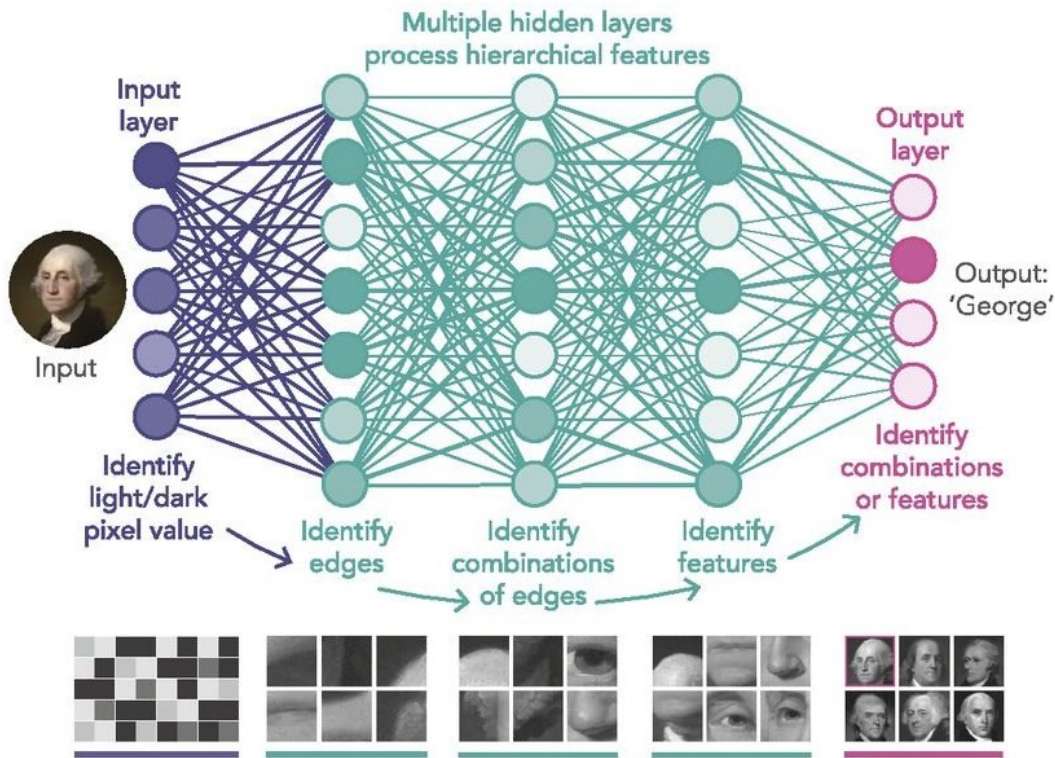 Multiple hidden layers
process hierarchical features
Input
layer
Output
layer
Input
Output:
'George'
Identify
light/dark
pixel value
Identify
edges
Identify
combinations
of edges
Identify
features
Identify
combinations
or features